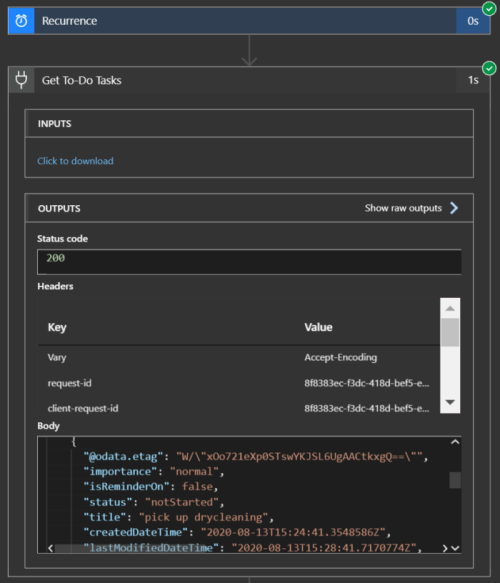 Recurrence 0s
Get To-Do Tasks 1s
INPUTS
Click to download
OUTPUTS Show raw outputs
Status code
200
Headers
Key Value
Vary Accept-Encoding
request-id 8f8383ec-f3dc-418d-bef5-e...
client-request-id 8f8383ec-f3dc-418d-bef5-e...
Body
{
"@odata.etag": "W/\"xOo721eXp0STswYKJSL6UgAACtkxgQ==\"",
"importance": "normal",
"isReminderOn": false,
"status": "notStarted",
"title": "pick up drycleaning",
"createdDateTime": "2020-08-13T15:24:41.3548586Z",
"lastModifiedDateTime": "2020-08-13T15:28:41.7170774Z",